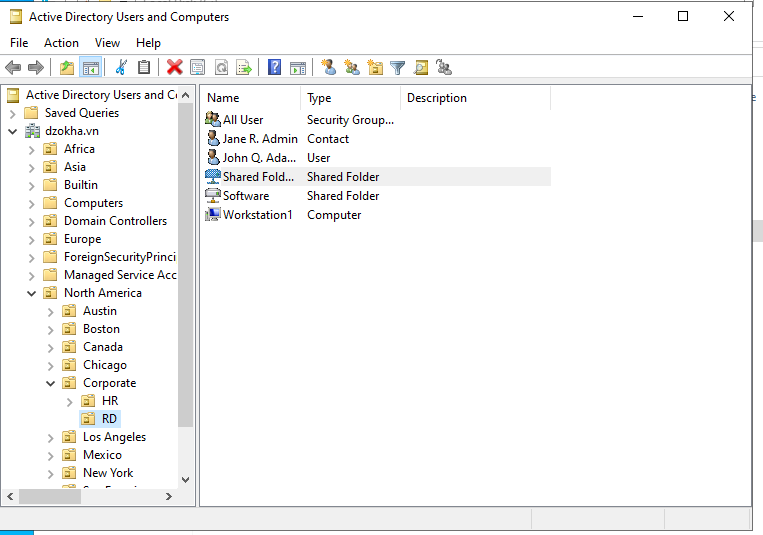 Active Directory Users and Computers
File Action View Help
Active Directory Users and Co
Saved Queries
dzokha.vn
Africa
Asia
Builtin
Computers
Domain Controllers
Europe
ForeignSecurityPrinci
Managed Service Acc
North America
Austin
Boston
Canada
Chicago
Corporate
HR
RD
Los Angeles
Mexico
New York
Name Type Description
All User Security Group...
Jane R. Admin Contact
John Q. Ada... User
Shared Fold... Shared Folder
Software Shared Folder
Workstation1 Computer